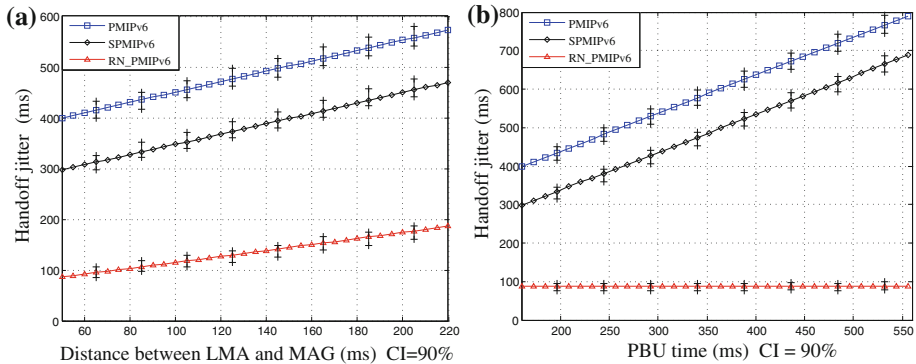 (a)
PMIPv6
SPMIPv6
RN_PMIPv6
Handoff jitter (ms)
600
500
400
300
200
100
0
60 80 100 120 140 160 180 200 220
Distance between LMA and MAG (ms) CI=90%
(b)
PMIPv6
SPMIPv6
RN_PMIPv6
Handoff jitter (ms)
800
700
600
500
400
300
200
100
0
200 250 300 350 400 450 500 550
PBU time (ms) CI = 90%